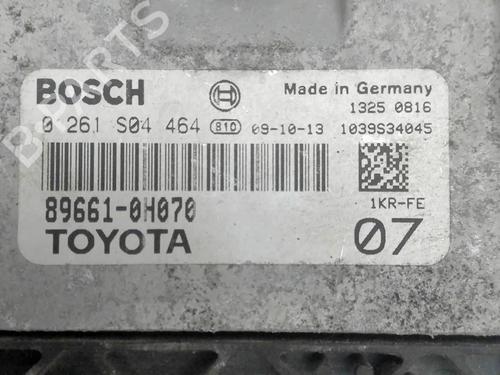 BOSCH
Made in Germany
1325 0816
0 261 S04 464 810 09-10-13 1039S34045
89661-0H070
1KR-FE
TOYOTA
07